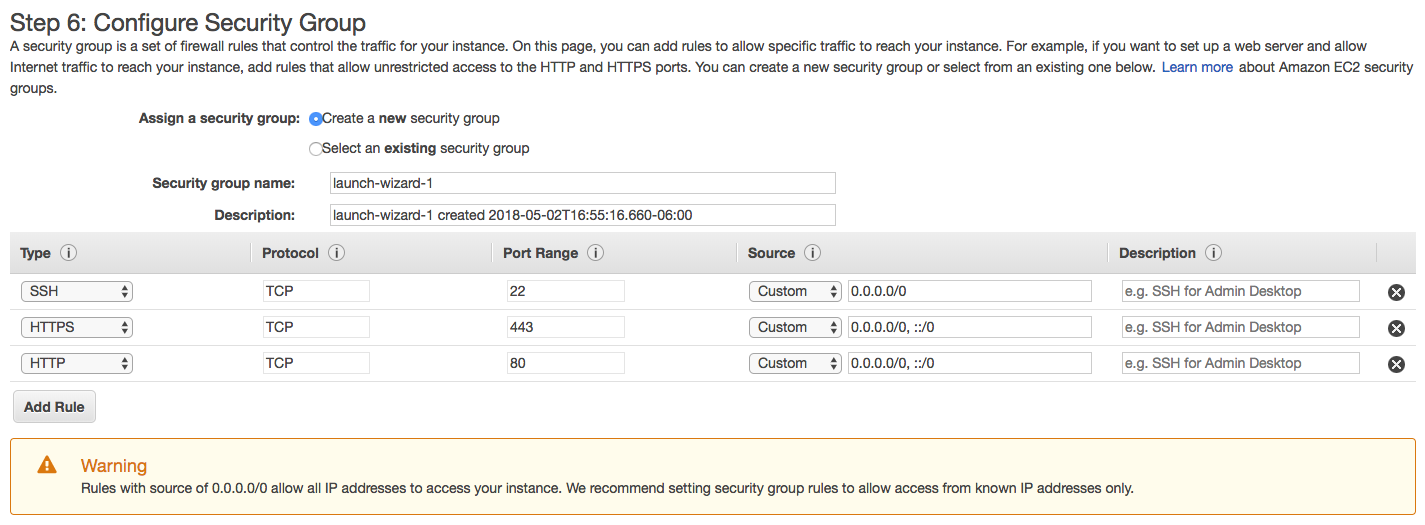 Step 6: Configure Security Group
A security group is a set of firewall rules that control the traffic for your instance. On this page, you can add rules to allow specific traffic to reach your instance. For example, if you want to set up a web server and allow
Internet traffic to reach your instance, add rules that allow unrestricted access to the HTTP and HTTPS ports. You can create a new security group or select from an existing one below. Learn more about Amazon EC2 security
groups.
Assign a security group: Create a new security group
Select an existing security group
Security group name: launch-wizard-1
Description: launch-wizard-1 created 2018-05-02T16:55:16.660-06:00
Type i Protocol i Port Range i Source i Description i
SSH TCP 22 Custom 0.0.0.0/0 e.g. SSH for Admin Desktop
HTTPS TCP 443 Custom 0.0.0.0/0, ::/0 e.g. SSH for Admin Desktop
HTTP TCP 80 Custom 0.0.0.0/0, ::/0 e.g. SSH for Admin Desktop
Add Rule
Warning
Rules with source of 0.0.0.0/0 allow all IP addresses to access your instance. We recommend setting security group rules to allow access from known IP addresses only.